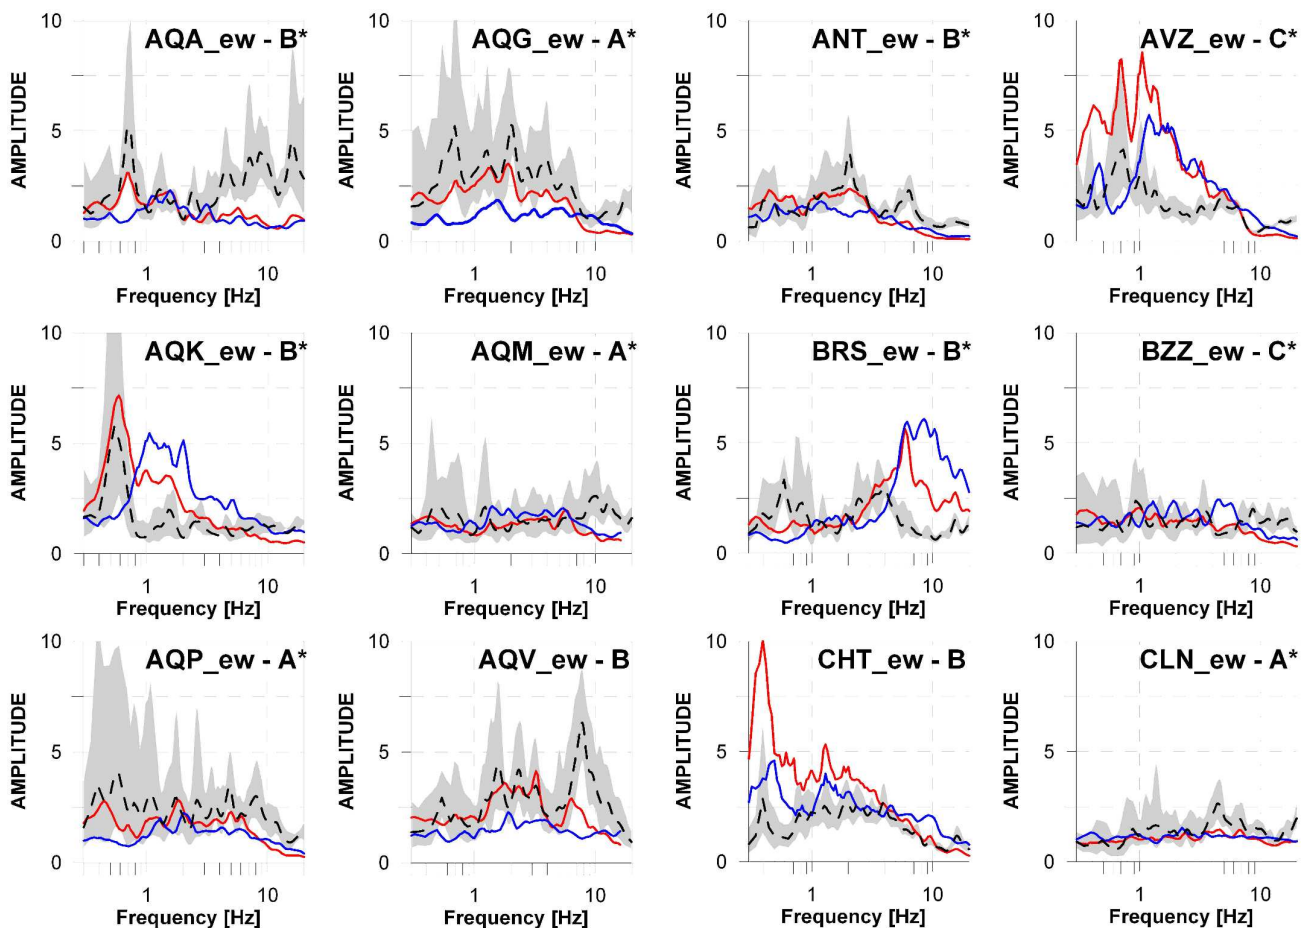 AQA_ew - B*
10
5
0
AMPLITUDE
1
10
Frequency [Hz]
AQG_ew - A*
10
5
0
AMPLITUDE
1
10
Frequency [Hz]
ANT_ew - B*
10
5
0
AMPLITUDE
1
10
Frequency [Hz]
AVZ_ew - C*
10
5
0
AMPLITUDE
1
10
Frequency [Hz]
AQK_ew - B*
10
5
0
AMPLITUDE
1
10
Frequency [Hz]
AQM_ew - A*
10
5
0
AMPLITUDE
1
10
Frequency [Hz]
BRS_ew - B*
10
5
0
AMPLITUDE
1
10
Frequency [Hz]
BZZ_ew - C*
10
5
0
AMPLITUDE
1
10
Frequency [Hz]
AQP_ew - A*
10
5
0
AMPLITUDE
1
10
Frequency [Hz]
AQV_ew - B
10
5
0
AMPLITUDE
1
10
Frequency [Hz]
CHT_ew - B
10
5
0
AMPLITUDE
1
10
Frequency [Hz]
CLN_ew - A*
10
5
0
AMPLITUDE
1
10
Frequency [Hz]